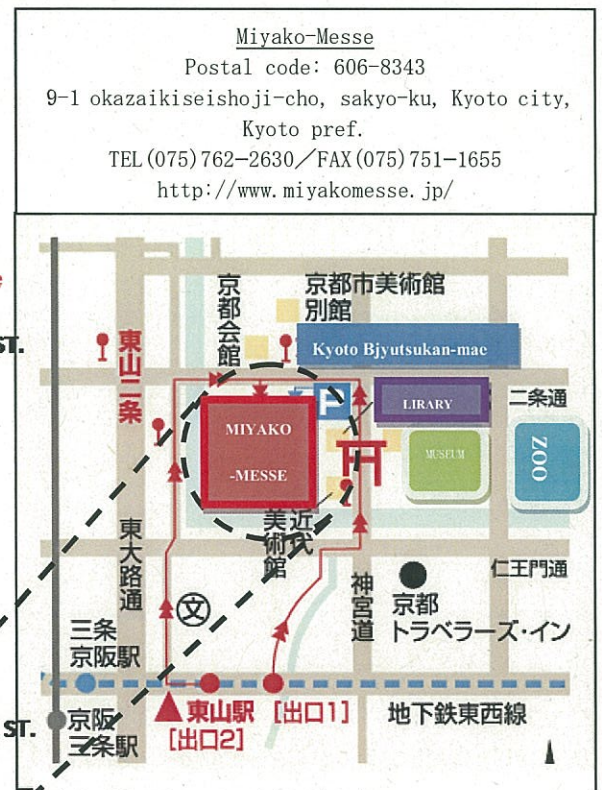 Miyako-Messe
Postal code: 606-8343
9-1 okazaikiseishoji-cho, sakyo-ku, Kyoto city,
Kyoto pref.
TEL(075)762−2630／FAX(075)751−1655
http://www.miyakomesse.jp/
京都会館
京都市美術館
別館
ST.
東山二条
Kyoto Bjyutsukan-mae
P
LIRARY
二条通
MIYAKO
-MESSE
MUSEUM
ZOO
近代
美術館
東大路通
仁王門通
神宮道
文
京都
トラベラーズ・イン
三条
京阪駅
東山駅
[出口1]
[出口2]
地下鉄東西線
ST.
京阪
三条駅